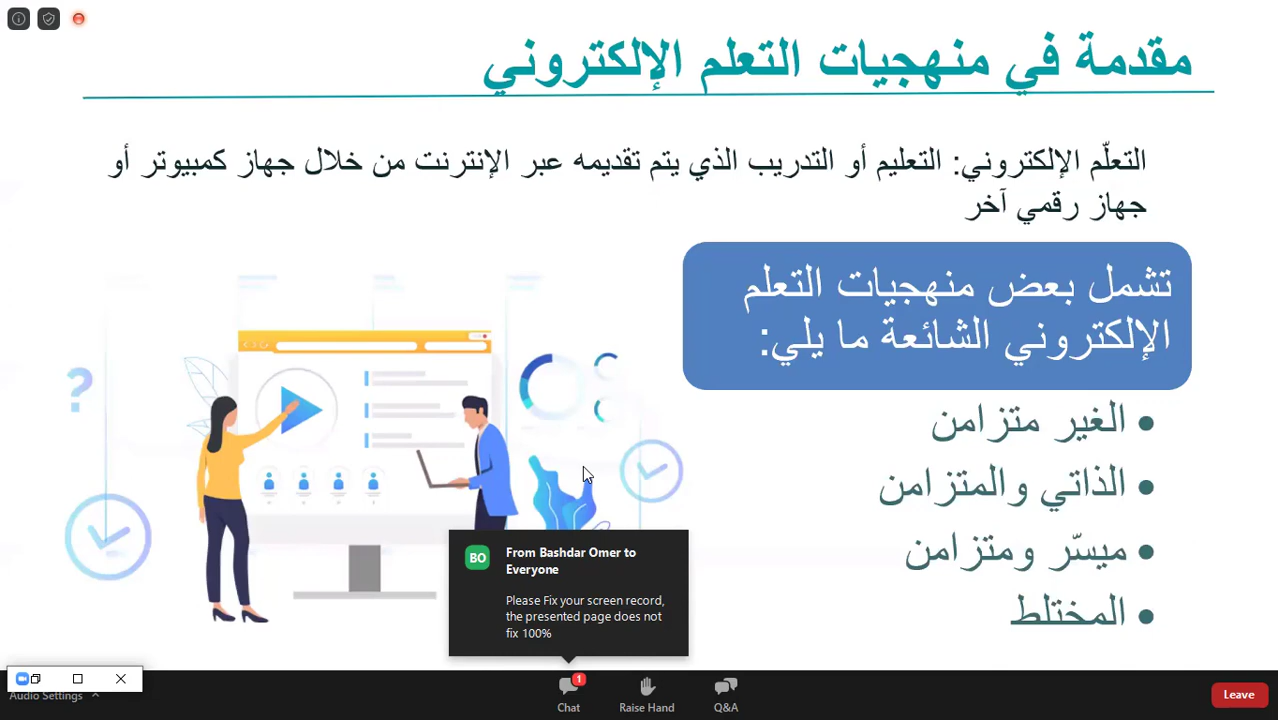 مقدمة في منهجيات التعلم الإلكتروني
التعلّم الإلكتروني: التعليم أو التدريب الذي يتم تقديمه عبر الإنترنت من خلال جهاز كمبيوتر أو
جهاز رقمي آخر
تشمل بعض منهجيات التعلم
الإلكتروني الشائعة ما يلي:
• الغير متزامن
• الذاتي والمتزامن
• ميسّر ومتزامن
• المختلط
?
BO
From Bashdar Omer to
Everyone
Please Fix your screen record,
the presented page does not
fix 100%
Audio Settings
1
Chat
Raise Hand
Q&A
Leave